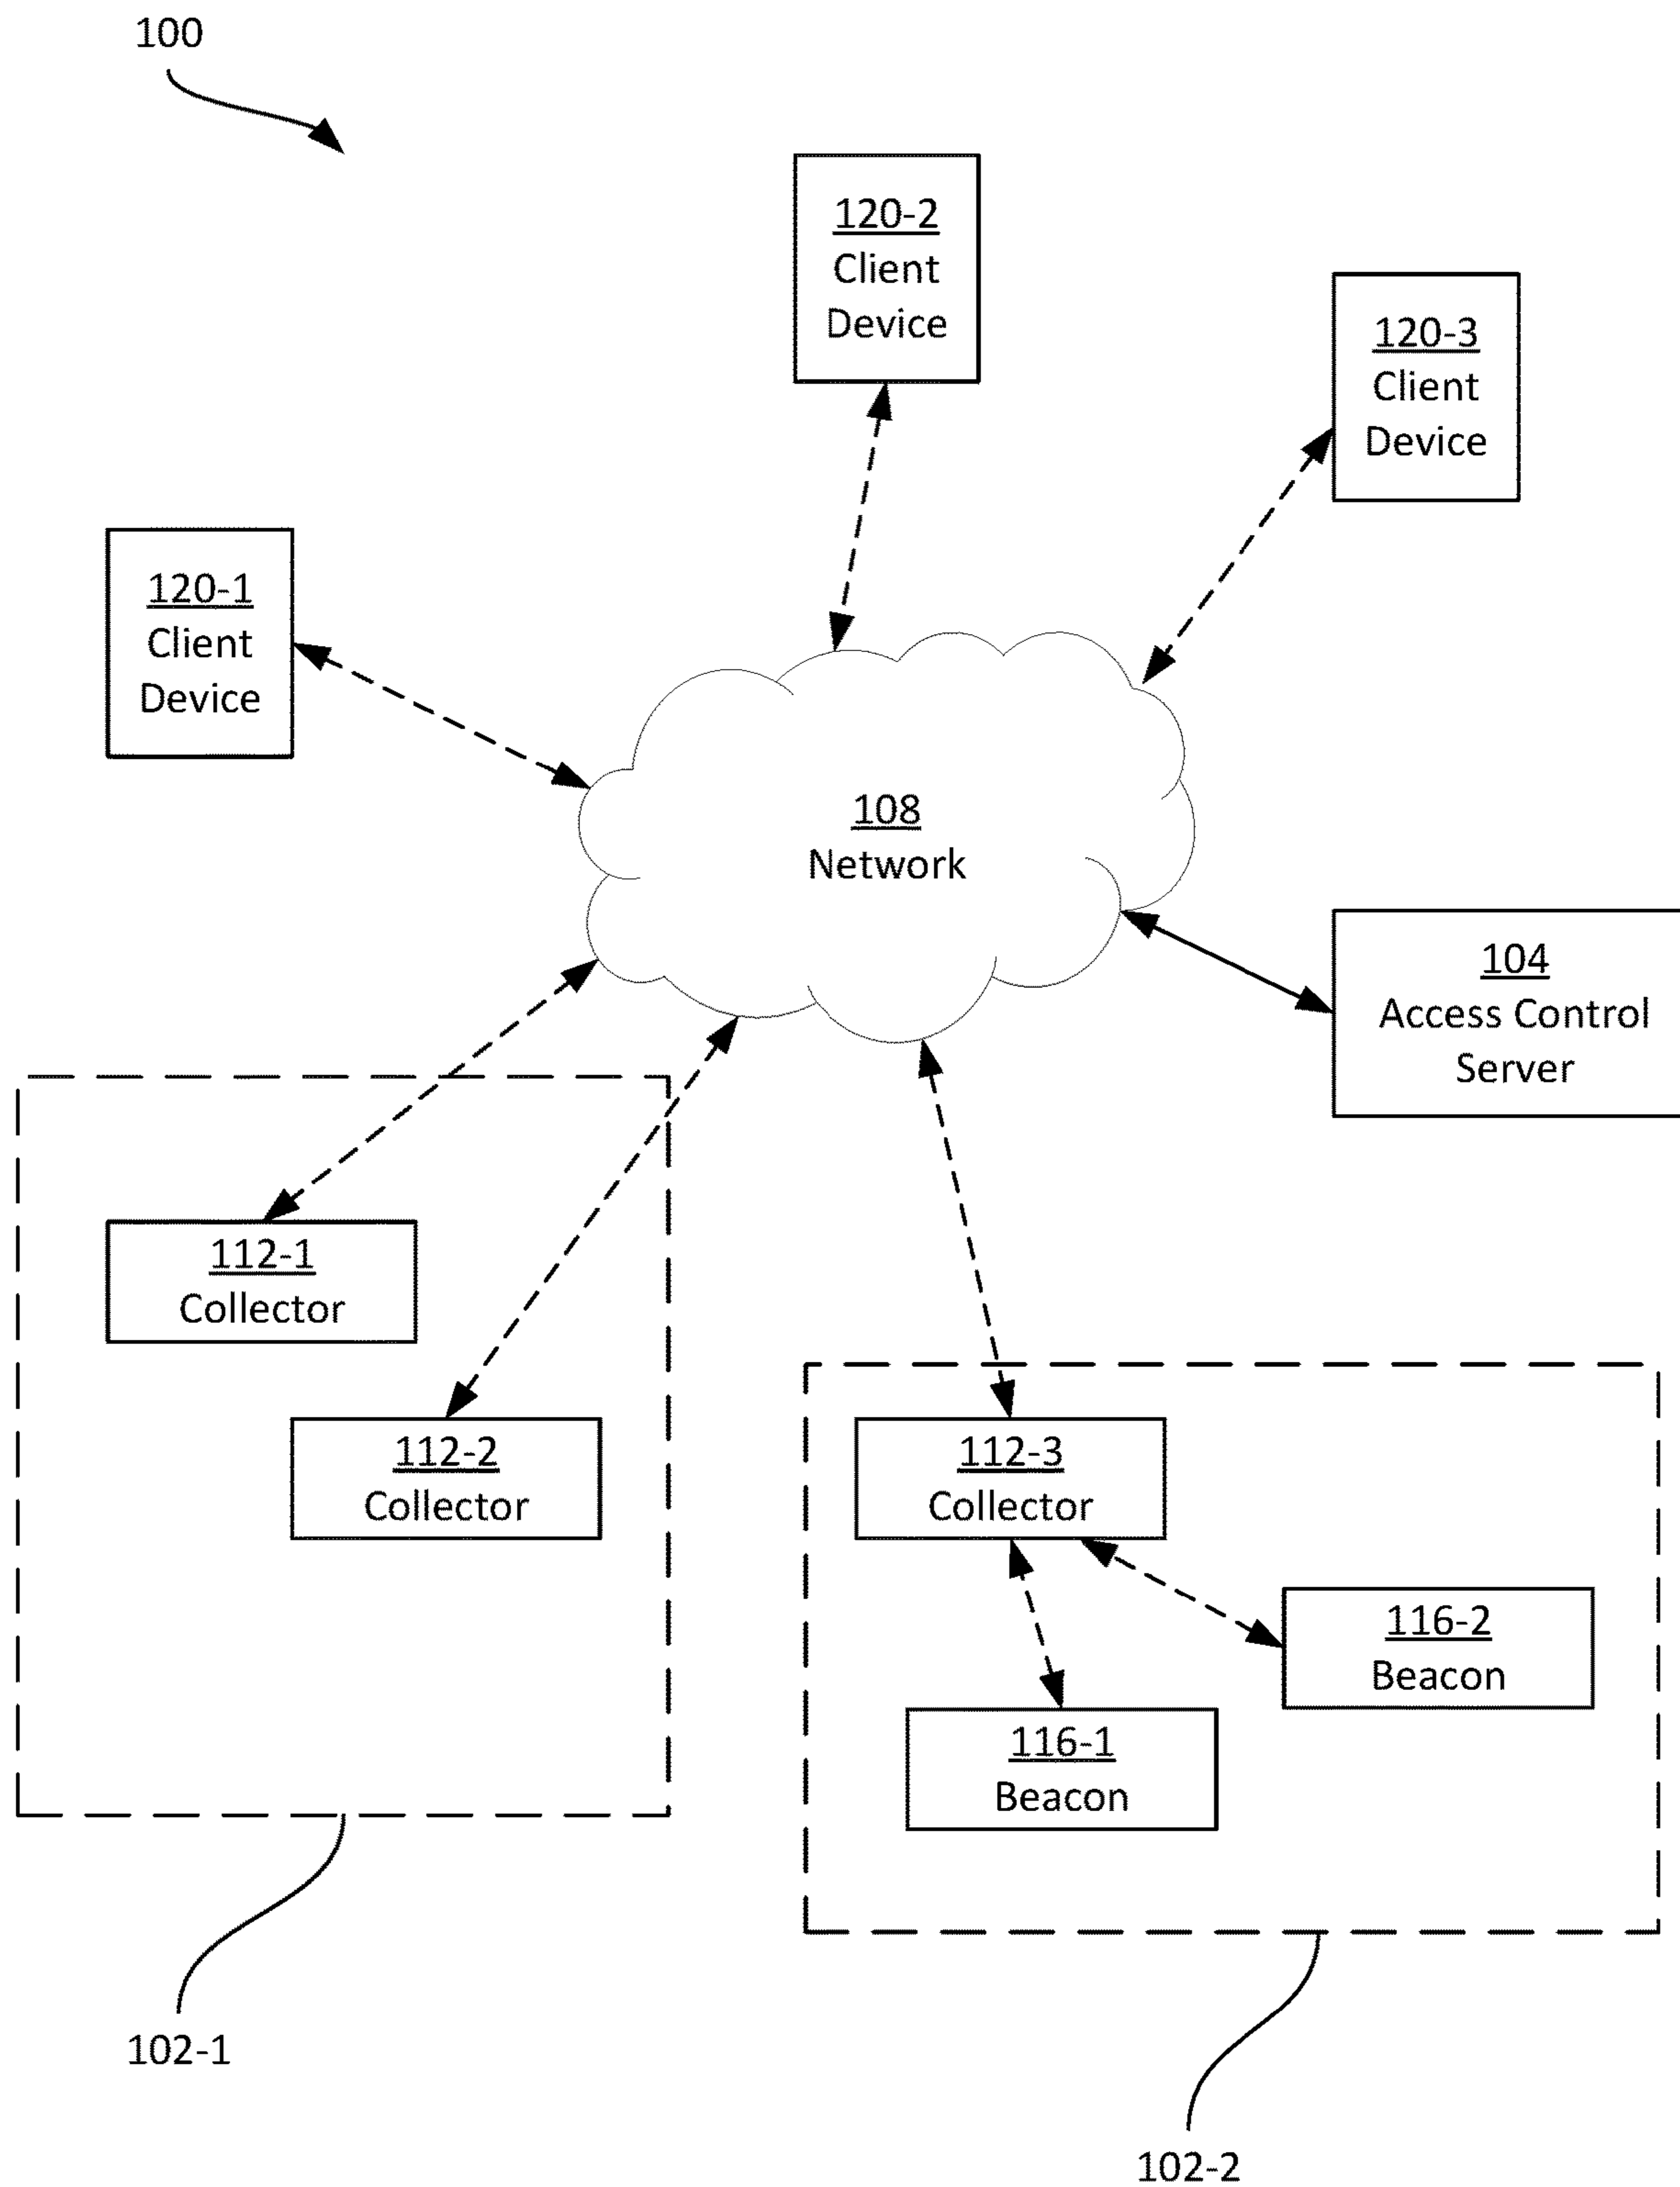 100
120-2
Client
Device
120-3
Client
Device
120-1
Client
Device
108
Network
104
Access Control
Server
112-1
Collector
112-2
Collector
112-3
Collector
116-2
Beacon
116-1
Beacon
102-1
102-2